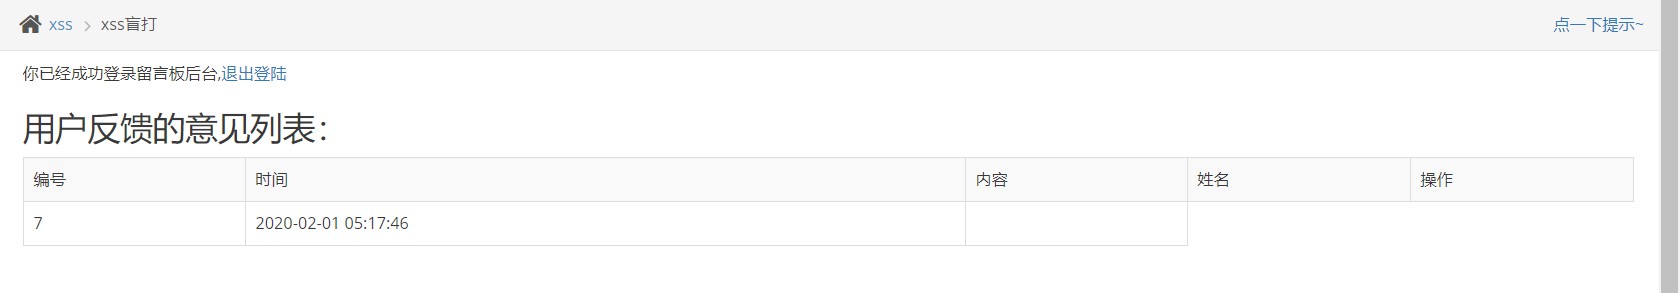 xss > xss盲打 点一下提示~
你已经成功登录留言板后台,退出登陆
用户反馈的意见列表：
编号 时间 内容 姓名 操作
7 2020-02-01 05:17:46